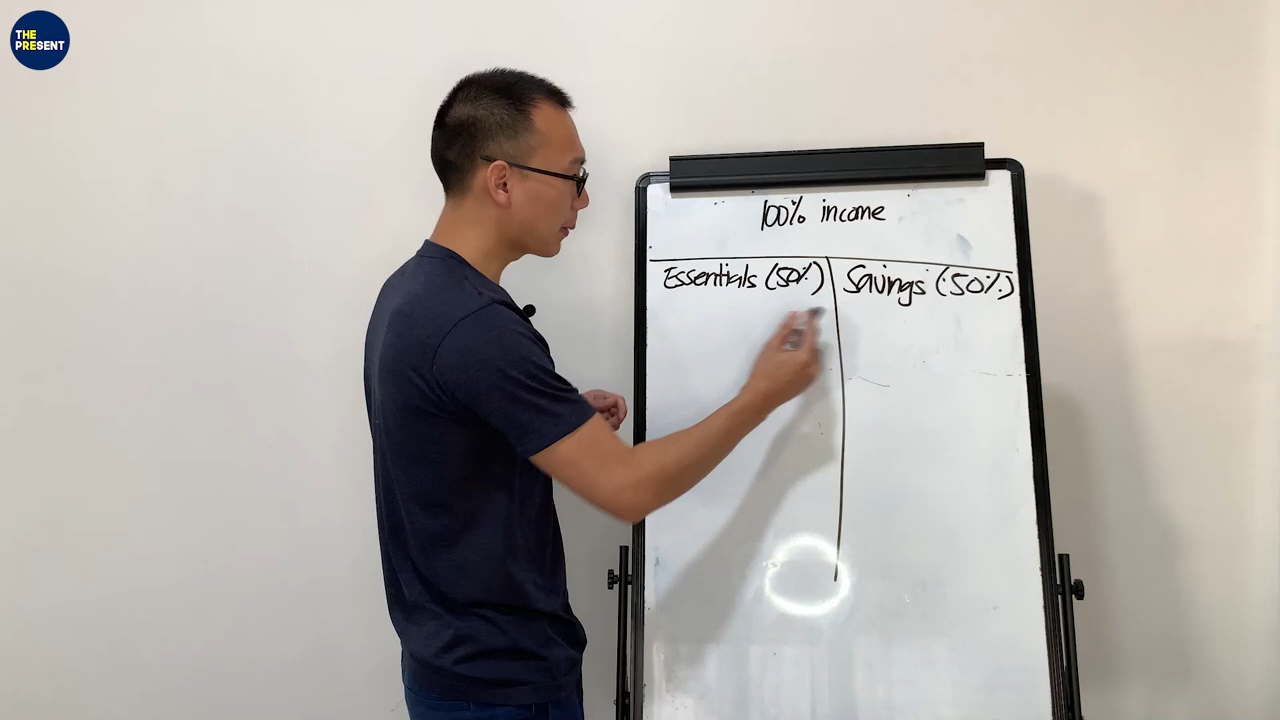 THE
PRESENT
100% income
Essentials (50%)
Savings (50%)